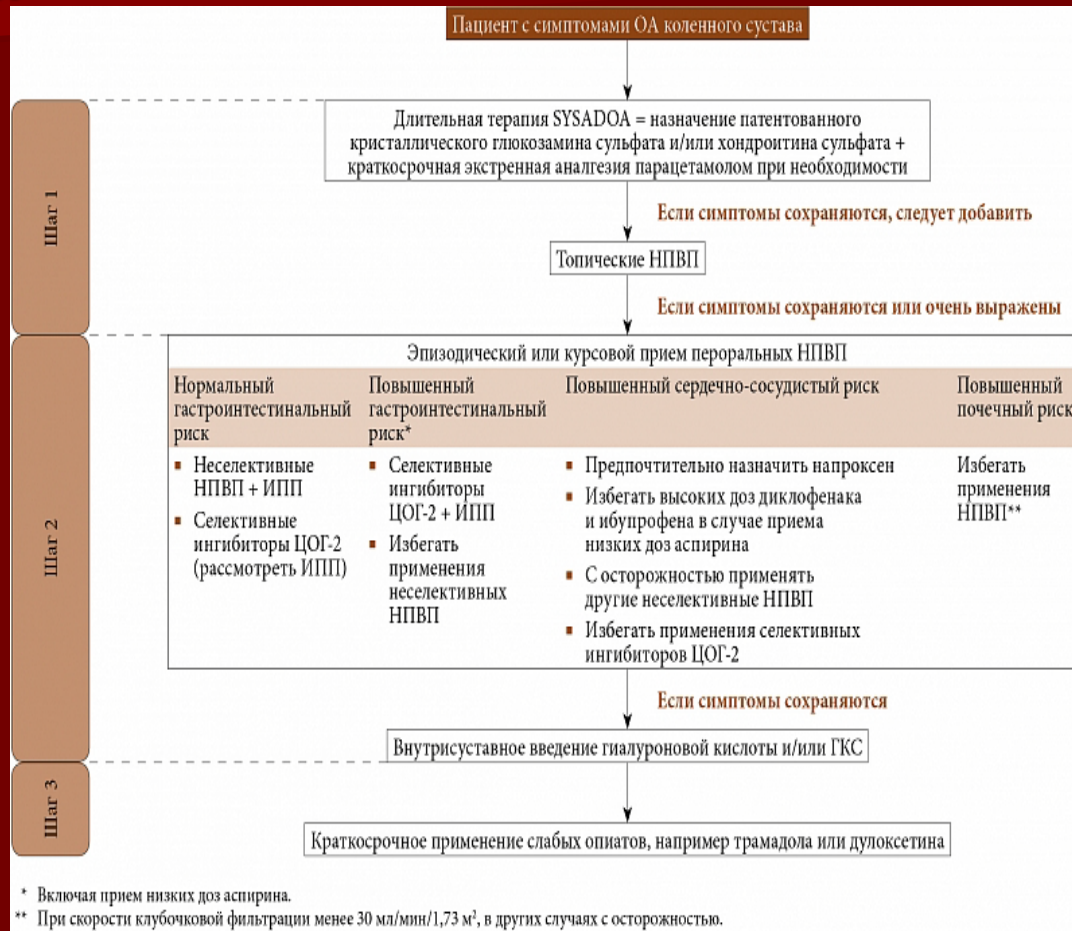 Пациент с симптомами ОА коленного сустава
Шаг 1
Длительная терапия SYSADOA = назначение патентованного
кристаллического глюкозамина сульфата и/или хондроитина сульфата +
краткосрочная экстренная аналгезия парацетамолом при необходимости
Если симптомы сохраняются, следует добавить
Топические НПВП
Если симптомы сохраняются или очень выражены
Шаг 2
Эпизодический или курсовой прием пероральных НПВП
Нормальный
гастроинтестинальный
риск
▪ Неселективные
НПВП + ИПП
▪ Селективные
ингибиторы ЦОГ-2
(рассмотреть ИПП)
Повышенный
гастроинтестинальный
риск*
▪ Селективные
ингибиторы
ЦОГ-2 + ИПП
▪ Избегать
применения
неселективных
НПВП
Повышенный сердечно-сосудистый риск
▪ Предпочтительно назначить напроксен
▪ Избегать высоких доз диклофенака
и ибупрофена в случае приема
низких доз аспирина
▪ С осторожностью применять
другие неселективные НПВП
▪ Избегать применения селективных
ингибиторов ЦОГ-2
Повышенный
почечный риск
Избегать
применения
НПВП**
Если симптомы сохраняются
Внутрисуставное введение гиалуроновой кислоты и/или ГКС
Шаг 3
Краткосрочное применение слабых опиатов, например трамадола или дулоксетина
* Включая прием низких доз аспирина.
** При скорости клубочковой фильтрации менее 30 мл/мин/1,73 м², в других случаях с осторожностью.